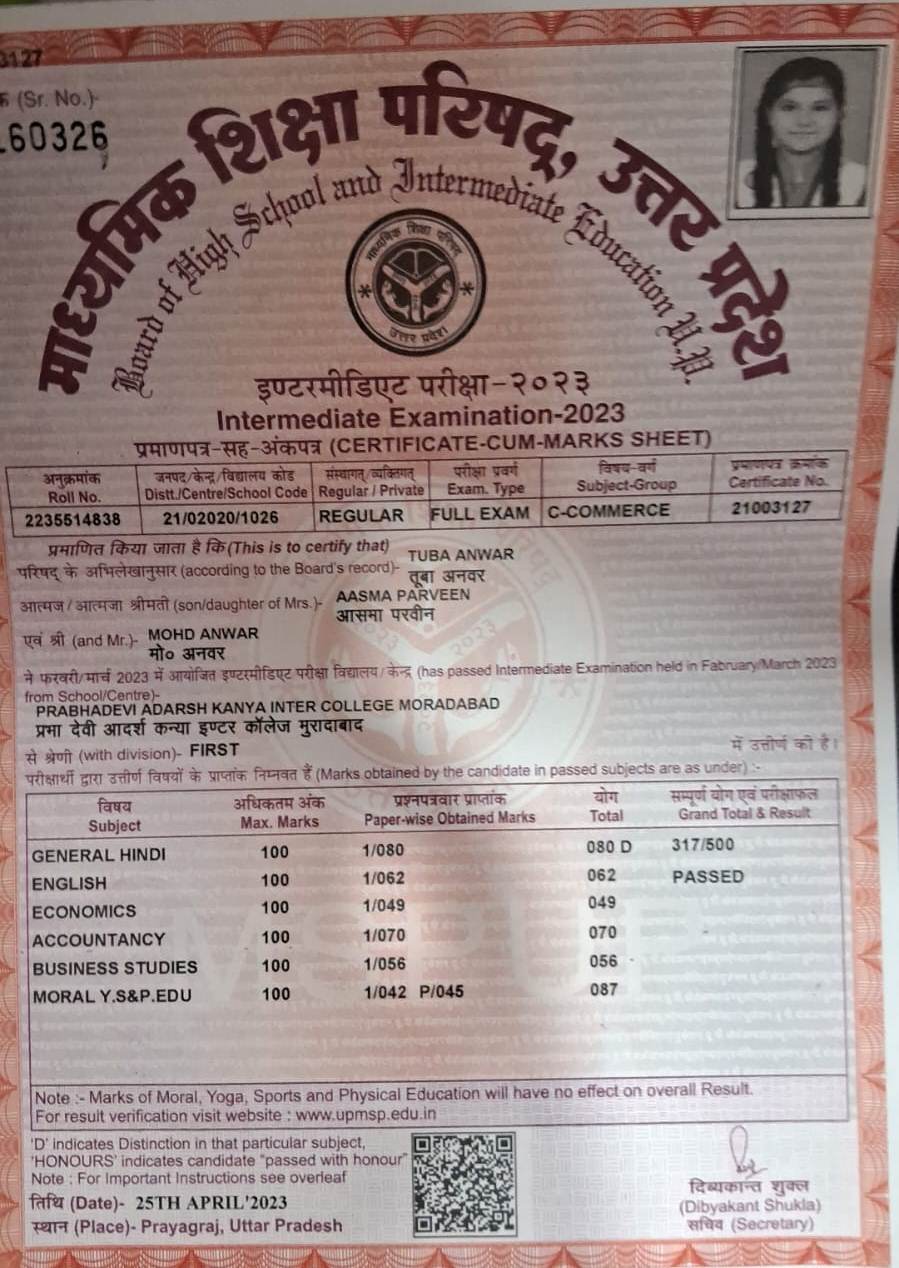 3127
क (Sr. No.)-
160326
माध्यमिक शिक्षा परिषद्, उत्तर प्रदेश
Board of High School and Intermediate Education U.P.
माध्यमिक शिक्षा परिषद्
उत्तर प्रदेश
इण्टरमीडिएट परीक्षा-२०२३
Intermediate Examination-2023
प्रमाणपत्र-सह-अंकपत्र (CERTIFICATE-CUM-MARKS SHEET)
अनुक्रमांक जनपद/केन्द्र/विद्यालय कोड संस्थागत्/व्यक्तिगत् परीक्षा प्रवर्ग विषय-वर्ग प्रमाणपत्र क्रमांक
Roll No. Distt./Centre/School Code Regular / Private Exam. Type Subject-Group Certificate No.
2235514838 21/02020/1026 REGULAR FULL EXAM C-COMMERCE 21003127
प्रमाणित किया जाता है कि(This is to certify that) TUBA ANWAR
परिषद् के अभिलेखानुसार (according to the Board's record)- तूबा अनवर
आत्मज/आत्मजा श्रीमती (son/daughter of Mrs.)- AASMA PARVEEN
आसमा परवीन
एवं श्री (and Mr.)- MOHD ANWAR
मो० अनवर
ने फरवरी/मार्च 2023 में आयोजित इण्टरमीडिएट परीक्षा विद्यालय/केन्द्र (has passed Intermediate Examination held in Fabruary/March 2023
from School/Centre)-
PRABHADEVI ADARSH KANYA INTER COLLEGE MORADABAD
प्रभा देवी आदर्श कन्या इण्टर कॉलेज मुरादाबाद
से श्रेणी (with division)- FIRST में उत्तीर्ण की है।
परीक्षार्थी द्वारा उत्तीर्ण विषयों के प्राप्तांक निम्नवत हैं (Marks obtained by the candidate in passed subjects are as under) :-
विषय अधिकतम अंक प्रश्नपत्रवार प्राप्तांक योग सम्पूर्ण योग एवं परीक्षाफल
Subject Max. Marks Paper-wise Obtained Marks Total Grand Total & Result
GENERAL HINDI 100 1/080 080 D 317/500
ENGLISH 100 1/062 062 PASSED
ECONOMICS 100 1/049 049
ACCOUNTANCY 100 1/070 070
BUSINESS STUDIES 100 1/056 056
MORAL Y.S&P.EDU 100 1/042 P/045 087
Note :- Marks of Moral, Yoga, Sports and Physical Education will have no effect on overall Result.
For result verification visit website : www.upmsp.edu.in
'D' indicates Distinction in that particular subject,
'HONOURS' indicates candidate "passed with honour"
Note : For Important Instructions see overleaf
तिथि (Date)- 25TH APRIL'2023
स्थान (Place)- Prayagraj, Uttar Pradesh
दिब्यकान्त शुक्ल
(Dibyakant Shukla)
सचिव (Secretary)